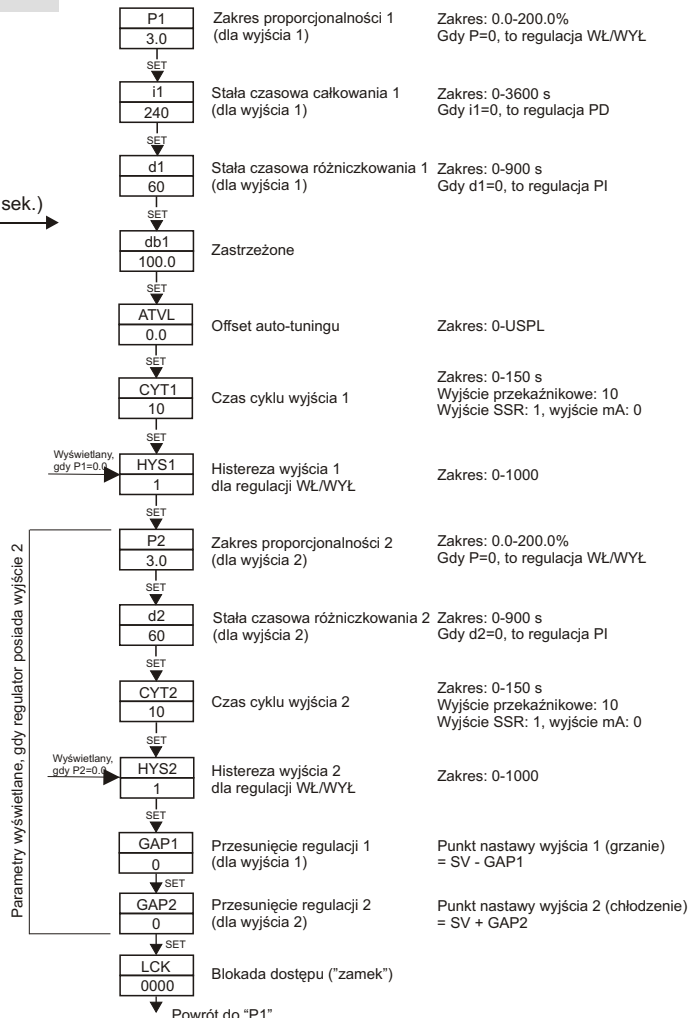 P1
3.0
Zakres proporcjonalności 1
(dla wyjścia 1)
Zakres: 0.0-200.0%
Gdy P=0, to regulacja WŁ/WYŁ
SET
i1
240
Stała czasowa całkowania 1
(dla wyjścia 1)
Zakres: 0-3600 s
Gdy i1=0, to regulacja PD
SET
d1
60
Stała czasowa różniczkowania 1
(dla wyjścia 1)
Zakres: 0-900 s
Gdy d1=0, to regulacja PI
sek.)
SET
db1
100.0
Zastrzeżone
SET
ATVL
0.0
Offset auto-tuningu
Zakres: 0-USPL
SET
CYT1
10
Czas cyklu wyjścia 1
Zakres: 0-150 s
Wyjście przekaźnikowe: 10
Wyjście SSR: 1, wyjście mA: 0
SET
Wyświetlany,
gdy P1=0.0
HYS1
1
Histereza wyjścia 1
dla regulacji WŁ/WYŁ
Zakres: 0-1000
SET
Parametry wyświetlane, gdy regulator posiada wyjście 2
P2
3.0
Zakres proporcjonalności 2
(dla wyjścia 2)
Zakres: 0.0-200.0%
Gdy P=0, to regulacja WŁ/WYŁ
SET
d2
60
Stała czasowa różniczkowania 2
(dla wyjścia 2)
Zakres: 0-900 s
Gdy d2=0, to regulacja PI
SET
CYT2
10
Czas cyklu wyjścia 2
Zakres: 0-150 s
Wyjście przekaźnikowe: 10
Wyjście SSR: 1, wyjście mA: 0
SET
Wyświetlany,
gdy P2=0.0
HYS2
1
Histereza wyjścia 2
dla regulacji WŁ/WYŁ
Zakres: 0-1000
SET
GAP1
0
Przesunięcie regulacji 1
(dla wyjścia 1)
Punkt nastawy wyjścia 1 (grzanie)
= SV - GAP1
SET
GAP2
0
Przesunięcie regulacji 2
(dla wyjścia 2)
Punkt nastawy wyjścia 2 (chłodzenie)
= SV + GAP2
SET
LCK
0000
Blokada dostępu ("zamek")
Powrót do "P1"